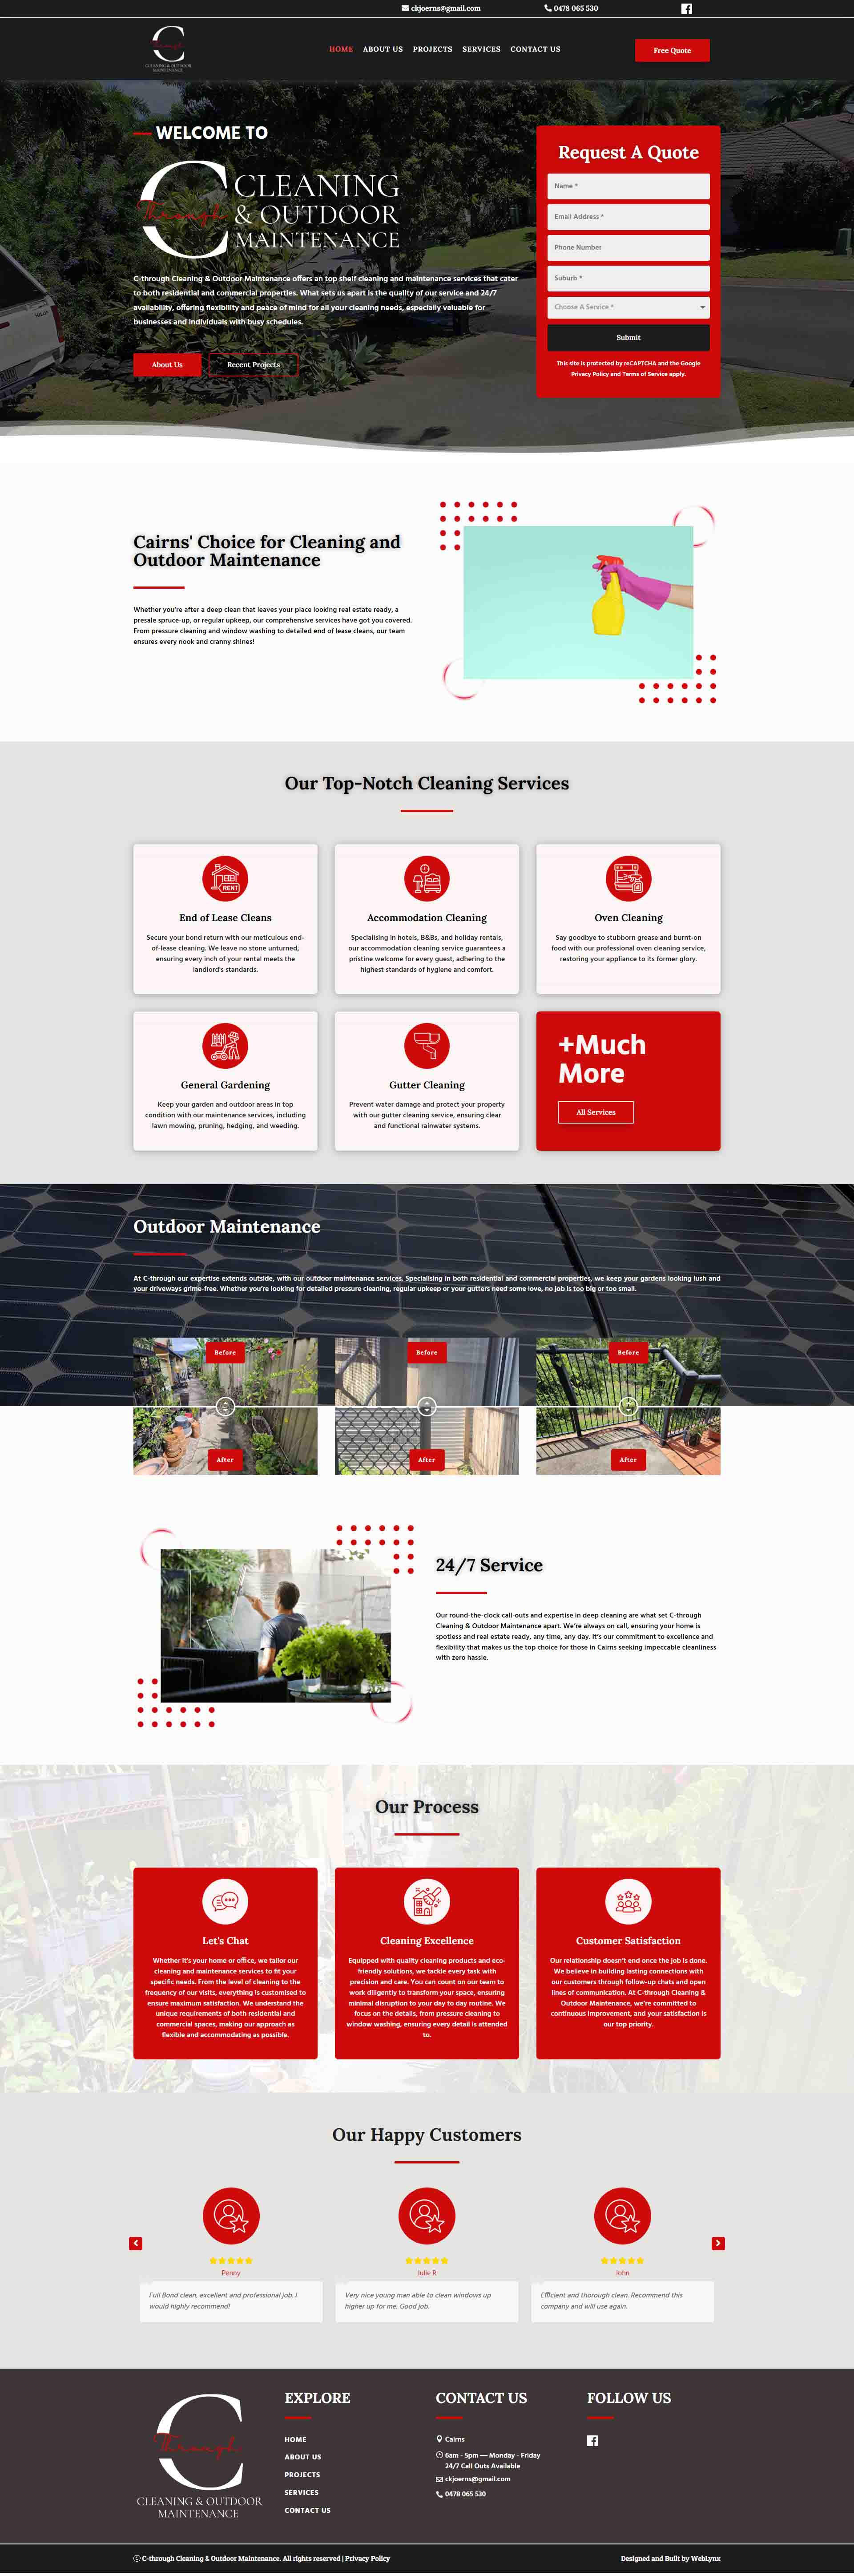 ckjoerns@gmail.com
0478 065 530
C
Through
CLEANING & OUTDOOR
MAINTENANCE
HOME ABOUT US PROJECTS SERVICES CONTACT US
Free Quote
WELCOME TO
C
Through
CLEANING
& OUTDOOR
MAINTENANCE
C-through Cleaning & Outdoor Maintenance offers an top shelf cleaning and maintenance services that cater
to both residential and commercial properties. What sets us apart is the quality of our service and 24/7
availability, offering flexibility and peace of mind for all your cleaning needs, especially valuable for
businesses and individuals with busy schedules.
About Us
Recent Projects
Request A Quote
Name *
Email Address *
Phone Number
Suburb *
Choose A Service *
Submit
This site is protected by reCAPTCHA and the Google
Privacy Policy and Terms of Service apply.
Cairns' Choice for Cleaning and
Outdoor Maintenance
Whether you're after a deep clean that leaves your place looking real estate ready, a
presale spruce-up, or regular upkeep, our comprehensive services have got you covered.
From pressure cleaning and window washing to detailed end of lease cleans, our team
ensures every nook and cranny shines!
Our Top-Notch Cleaning Services
RENT
End of Lease Cleans
Secure your bond return with our meticulous end-
of-lease cleaning. We leave no stone unturned,
ensuring every inch of your rental meets the
landlord's standards.
Accommodation Cleaning
Specialising in hotels, B&Bs, and holiday rentals,
our accommodation cleaning service guarantees a
pristine welcome for every guest, adhering to the
highest standards of hygiene and comfort.
Oven Cleaning
Say goodbye to stubborn grease and burnt-on
food with our professional oven cleaning service,
restoring your appliance to its former glory.
General Gardening
Keep your garden and outdoor areas in top
condition with our maintenance services, including
lawn mowing, pruning, hedging, and weeding.
Gutter Cleaning
Prevent water damage and protect your property
with our gutter cleaning service, ensuring clear
and functional rainwater systems.
+Much
More
All Services
Outdoor Maintenance
At C-through our expertise extends outside, with our outdoor maintenance services. Specialising in both residential and commercial properties, we keep your gardens looking lush and
your driveways grime-free. Whether you're looking for detailed pressure cleaning, regular upkeep or your gutters need some love, no job is too big or too small.
Before
Before
Before
After
After
After
24/7 Service
Our round-the-clock call-outs and expertise in deep cleaning are what set C-through
Cleaning & Outdoor Maintenance apart. We're always on call, ensuring your home is
spotless and real estate ready, any time, any day. It's our commitment to excellence and
flexibility that makes us the top choice for those in Cairns seeking impeccable cleanliness
with zero hassle.
Our Process
Let's Chat
Whether it's your home or office, we tailor our
cleaning and maintenance services to fit your
specific needs. From the level of cleaning to the
frequency of our visits, everything is customised to
ensure maximum satisfaction. We understand the
unique requirements of both residential and
commercial spaces, making our approach as
flexible and accommodating as possible.
Cleaning Excellence
Equipped with quality cleaning products and eco-
friendly solutions, we tackle every task with
precision and care. You can count on our team to
work diligently to transform your space, ensuring
minimal disruption to your day to day routine. We
focus on the details, from pressure cleaning to
window washing, ensuring every detail is attended
to.
Customer Satisfaction
Our relationship doesn't end once the job is done.
We believe in building lasting connections with
our customers through follow-up chats and open
lines of communication. At C-through Cleaning &
Outdoor Maintenance, we're committed to
continuous improvement, and your satisfaction is
our top priority.
Our Happy Customers
Penny
Full Bond clean, excellent and professional job. I
would highly recommend!
Julie R
Very nice young man able to clean windows up
higher up for me. Good job.
John
Efficient and thorough clean. Recommend this
company and will use again.
C
Through
CLEANING & OUTDOOR
MAINTENANCE
EXPLORE
HOME
ABOUT US
PROJECTS
SERVICES
CONTACT US
CONTACT US
Cairns
6am - 5pm — Monday - Friday
24/7 Call Outs Available
ckjoerns@gmail.com
0478 065 530
FOLLOW US
© C-through Cleaning & Outdoor Maintenance. All rights reserved | Privacy Policy
Designed and Built by WebLynx